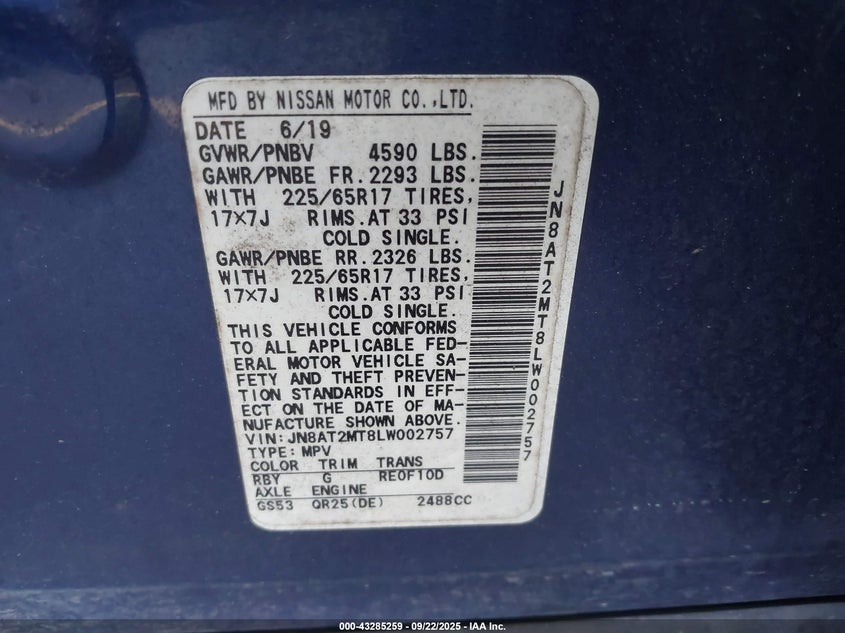 MFD BY NISSAN MOTOR CO.,LTD.
DATE 6/19
GVWR/PNBV 4590 LBS.
GAWR/PNBE FR. 2293 LBS.
WITH 225/65R17 TIRES,
17×7J RIMS. AT 33 PSI
COLD SINGLE.
GAWR/PNBE RR. 2326 LBS.
WITH 225/65R17 TIRES,
17×7J RIMS. AT 33 PSI
COLD SINGLE.
THIS VEHICLE CONFORMS
TO ALL APPLICABLE FED-
ERAL MOTOR VEHICLE SA-
FETY AND THEFT PREVEN-
TION STANDARDS IN EFF-
ECT ON THE DATE OF MA-
NUFACTURE SHOWN ABOVE.
VIN:JN8AT2MT8LW002757
TYPE:MPV
COLOR TRIM TRANS
RBY G RE0F10D
AXLE ENGINE
GS53 QR25(DE) 2488CC
JN8AT2MT8LW002757
000-43285259 - 09/22/2025 - IAA Inc.